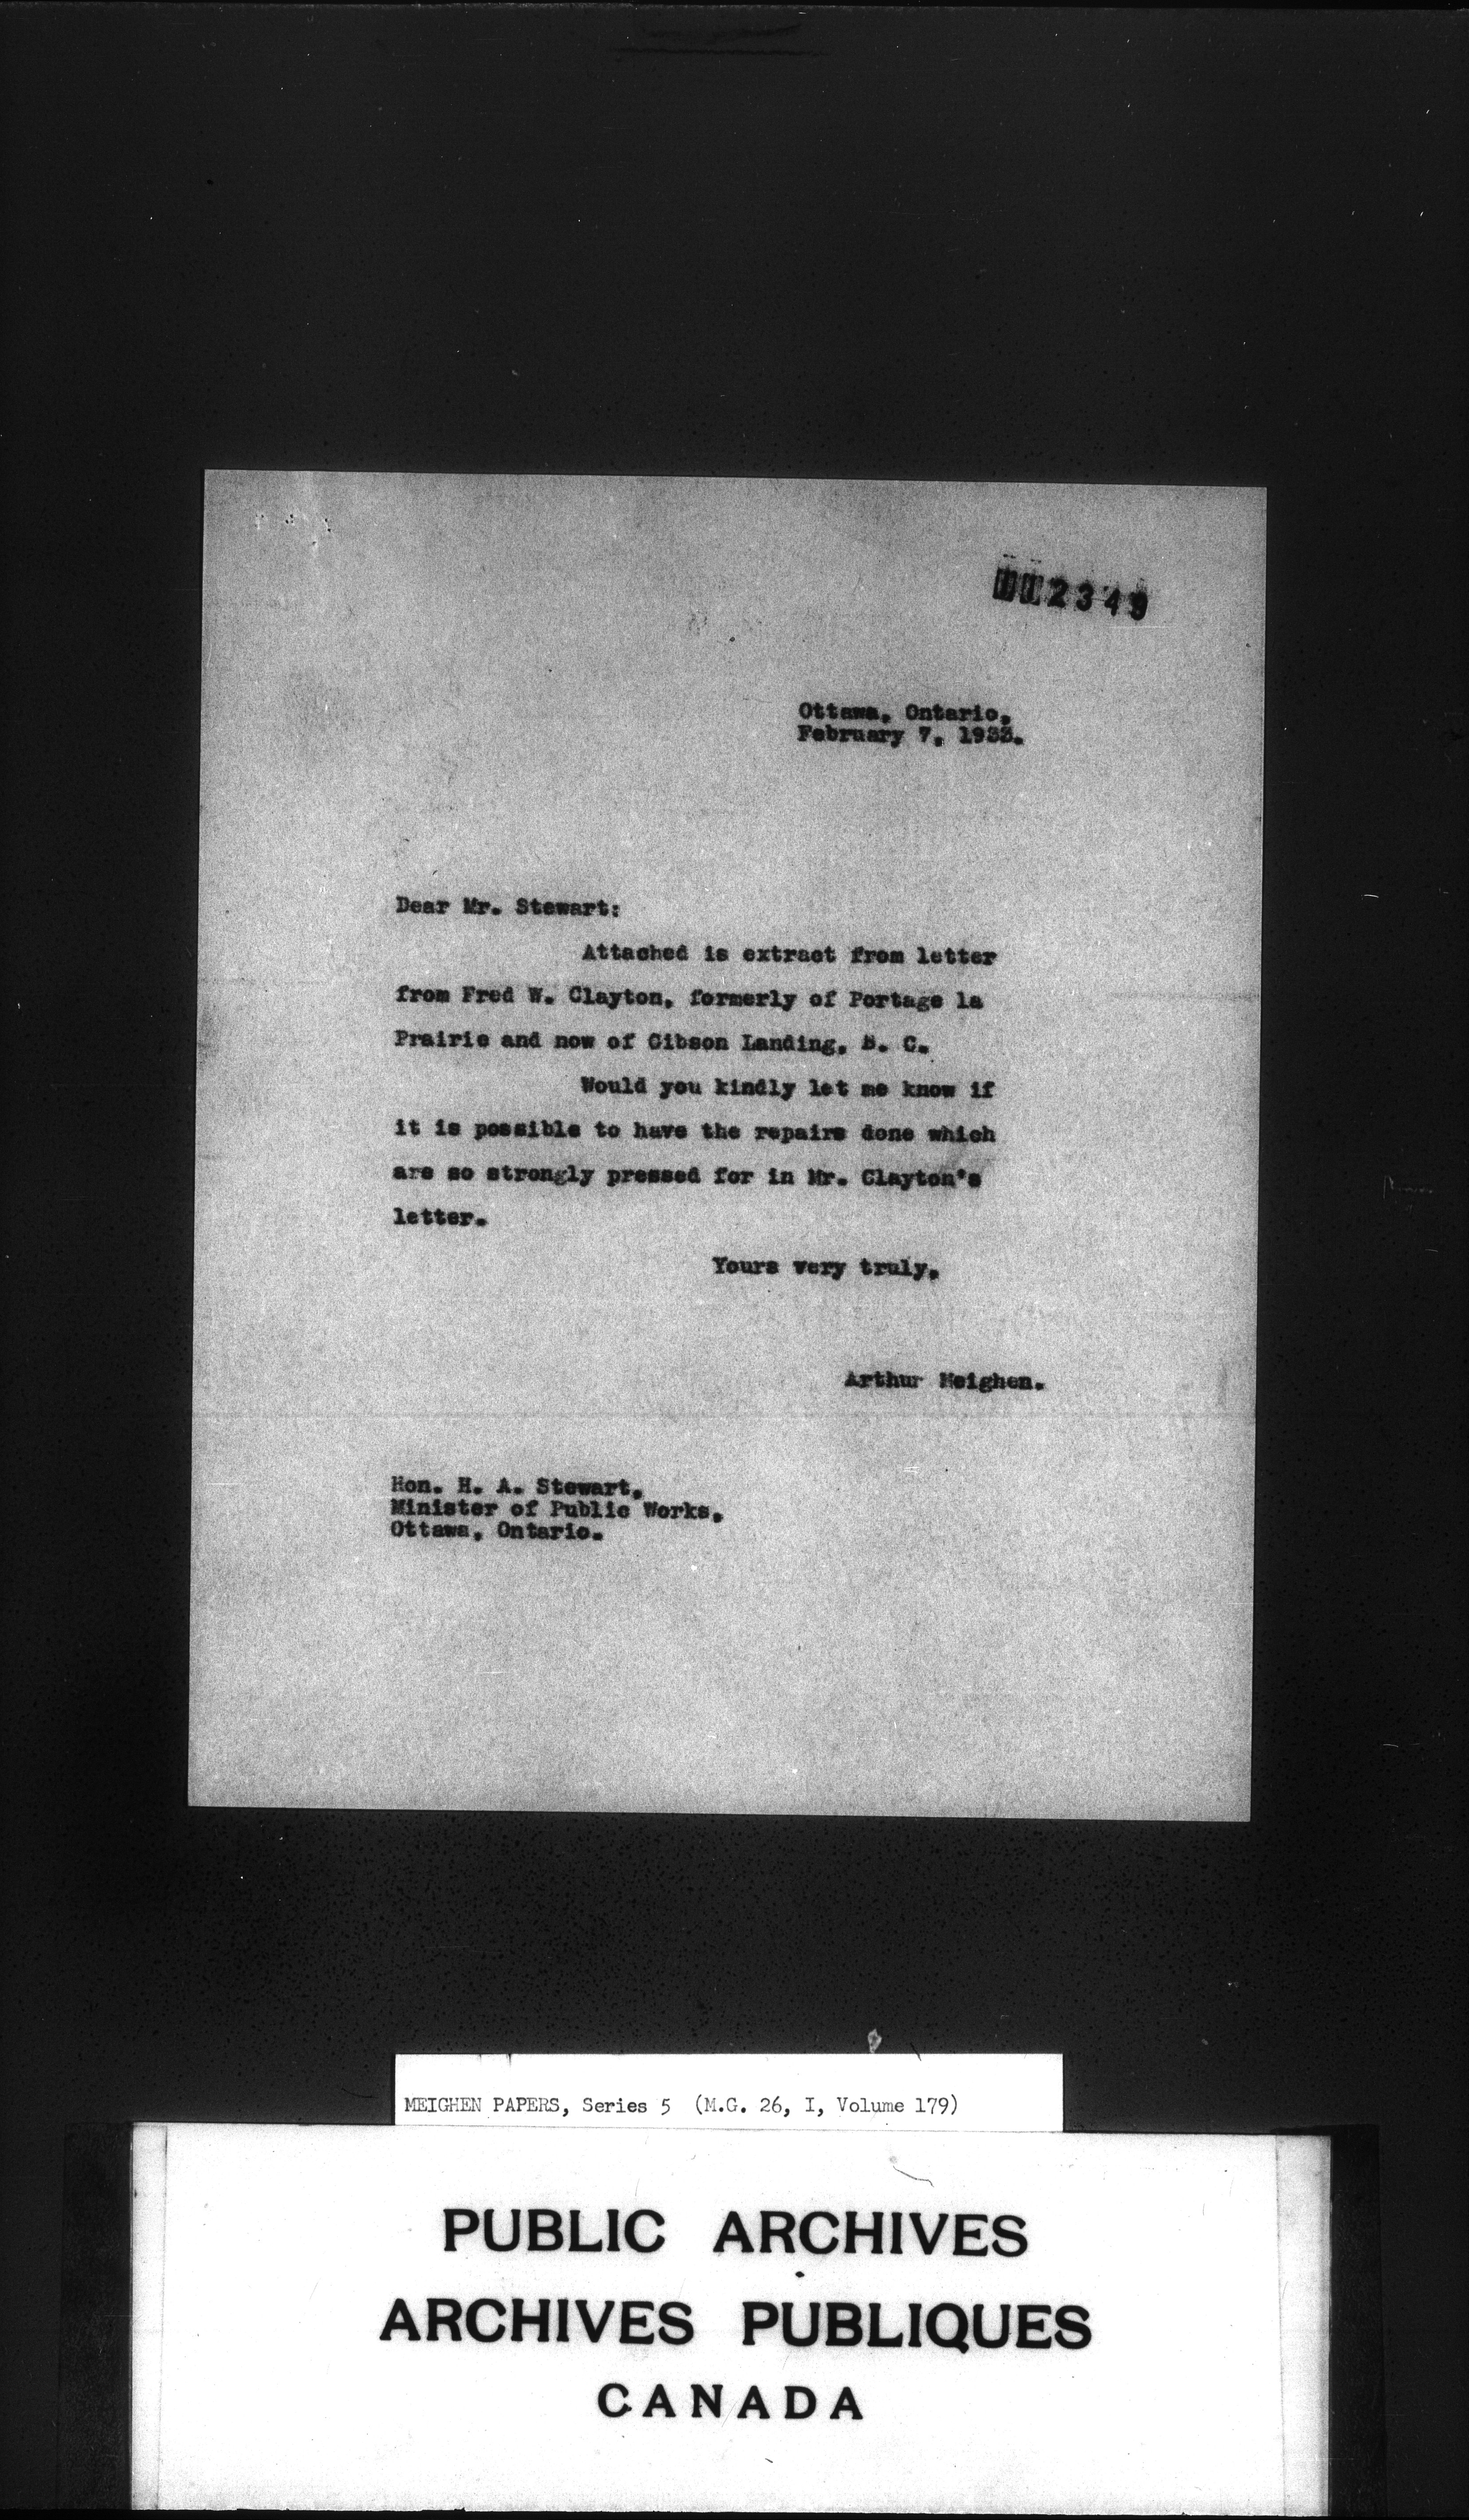 2349
Ottawa, Ontario,
February 7, 1933.
Dear Mr. Stewart:
Attached is extract from letter
from Fred W. Clayton, formerly of Portage la
Prairie and now of Gibson Landing, B. C.
Would you kindly let me know if
it is possible to have the repairs done which
are so strongly pressed for in Mr. Clayton's
letter.
Yours very truly,
Arthur Meighen.
Hon. H. A. Stewart,
Minister of Public Works,
Ottawa, Ontario.
MEIGHEN PAPERS, Series 5 (M.G. 26, I, Volume 179)
PUBLIC ARCHIVES
ARCHIVES PUBLIQUES
CANADA